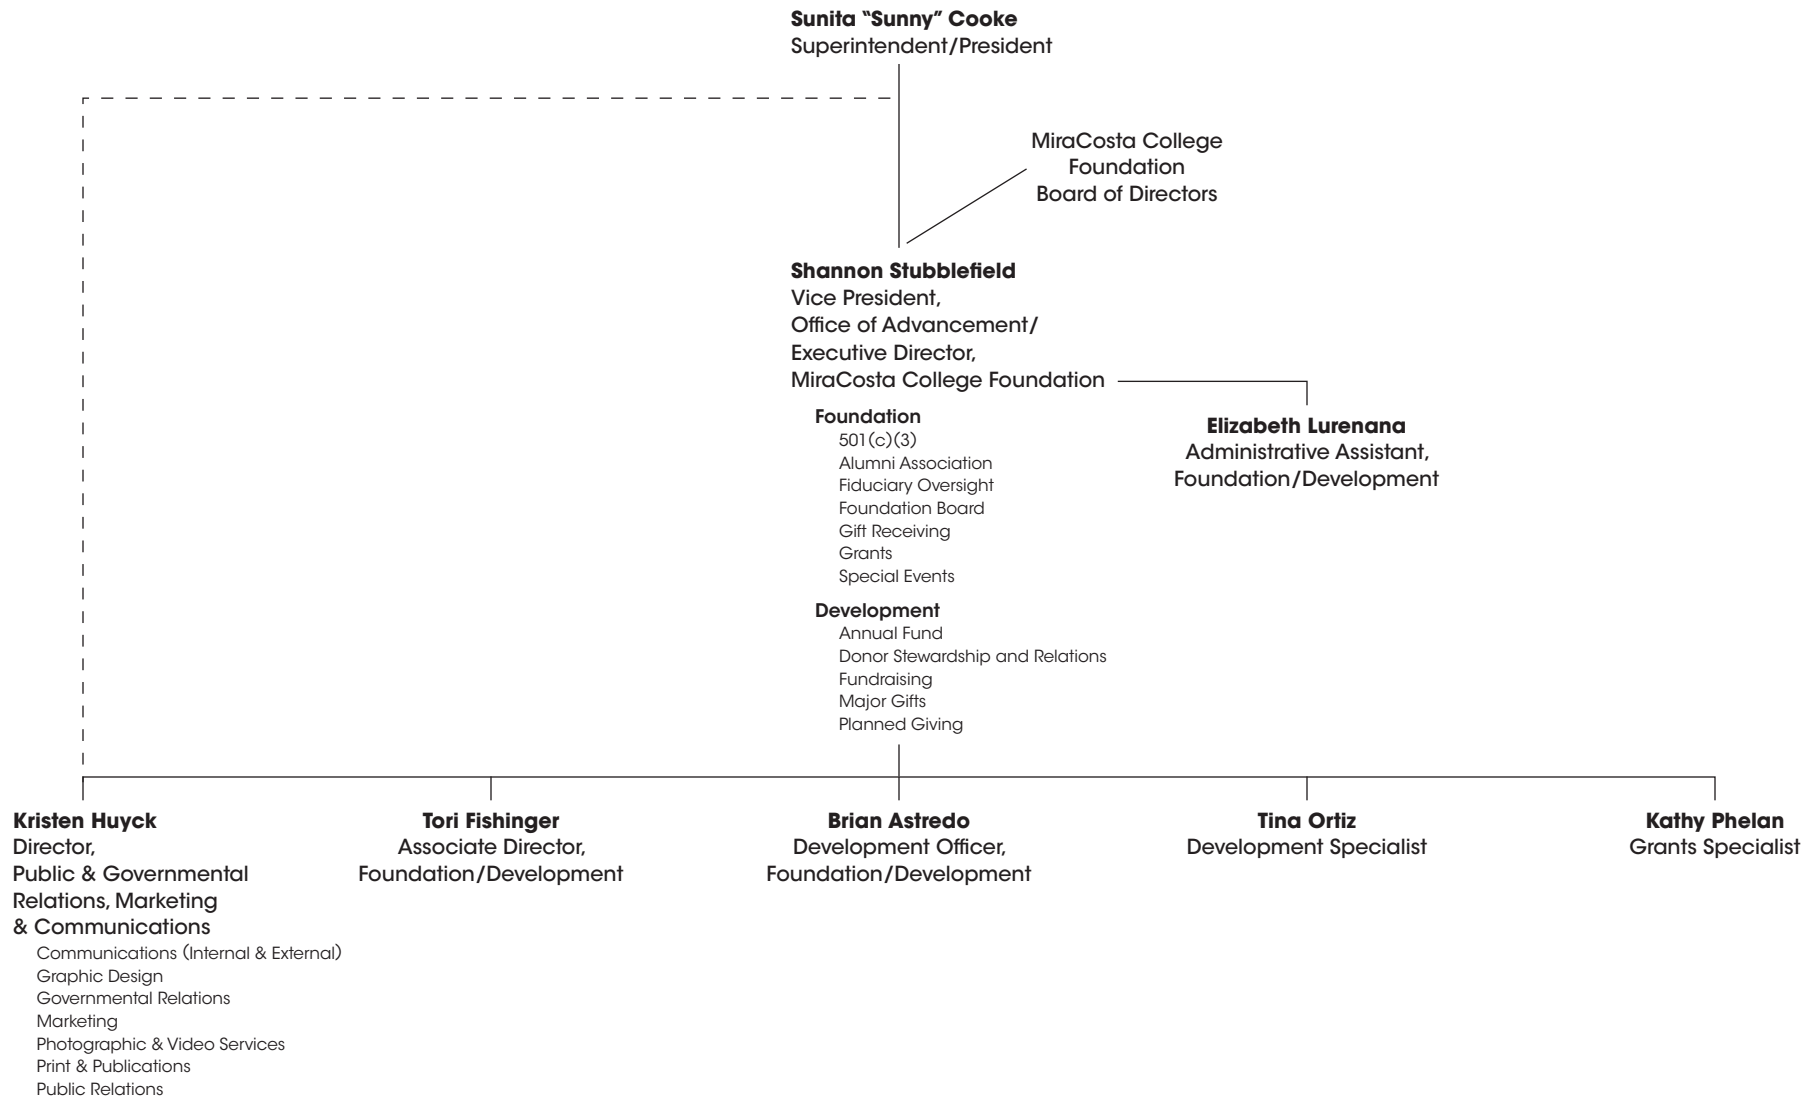 Sunita “Sunny” Cooke
Superintendent/President
MiraCosta College
Foundation
Board of Directors
Shannon Stubblefield
Vice President,
Office of Advancement/
Executive Director,
MiraCosta College Foundation
Foundation
501(c)(3)
Alumni Association
Fiduciary Oversight
Foundation Board
Gift Receiving
Grants
Special Events
Development
Annual Fund
Donor Stewardship and Relations
Fundraising
Major Gifts
Planned Giving
Elizabeth Lurenana
Administrative Assistant,
Foundation/Development
Kristen Huyck
Director,
Public & Governmental
Relations, Marketing
& Communications
Communications (Internal & External)
Graphic Design
Governmental Relations
Marketing
Photographic & Video Services
Print & Publications
Public Relations
Tori Fishinger
Associate Director,
Foundation/Development
Brian Astredo
Development Officer,
Foundation/Development
Tina Ortiz
Development Specialist
Kathy Phelan
Grants Specialist